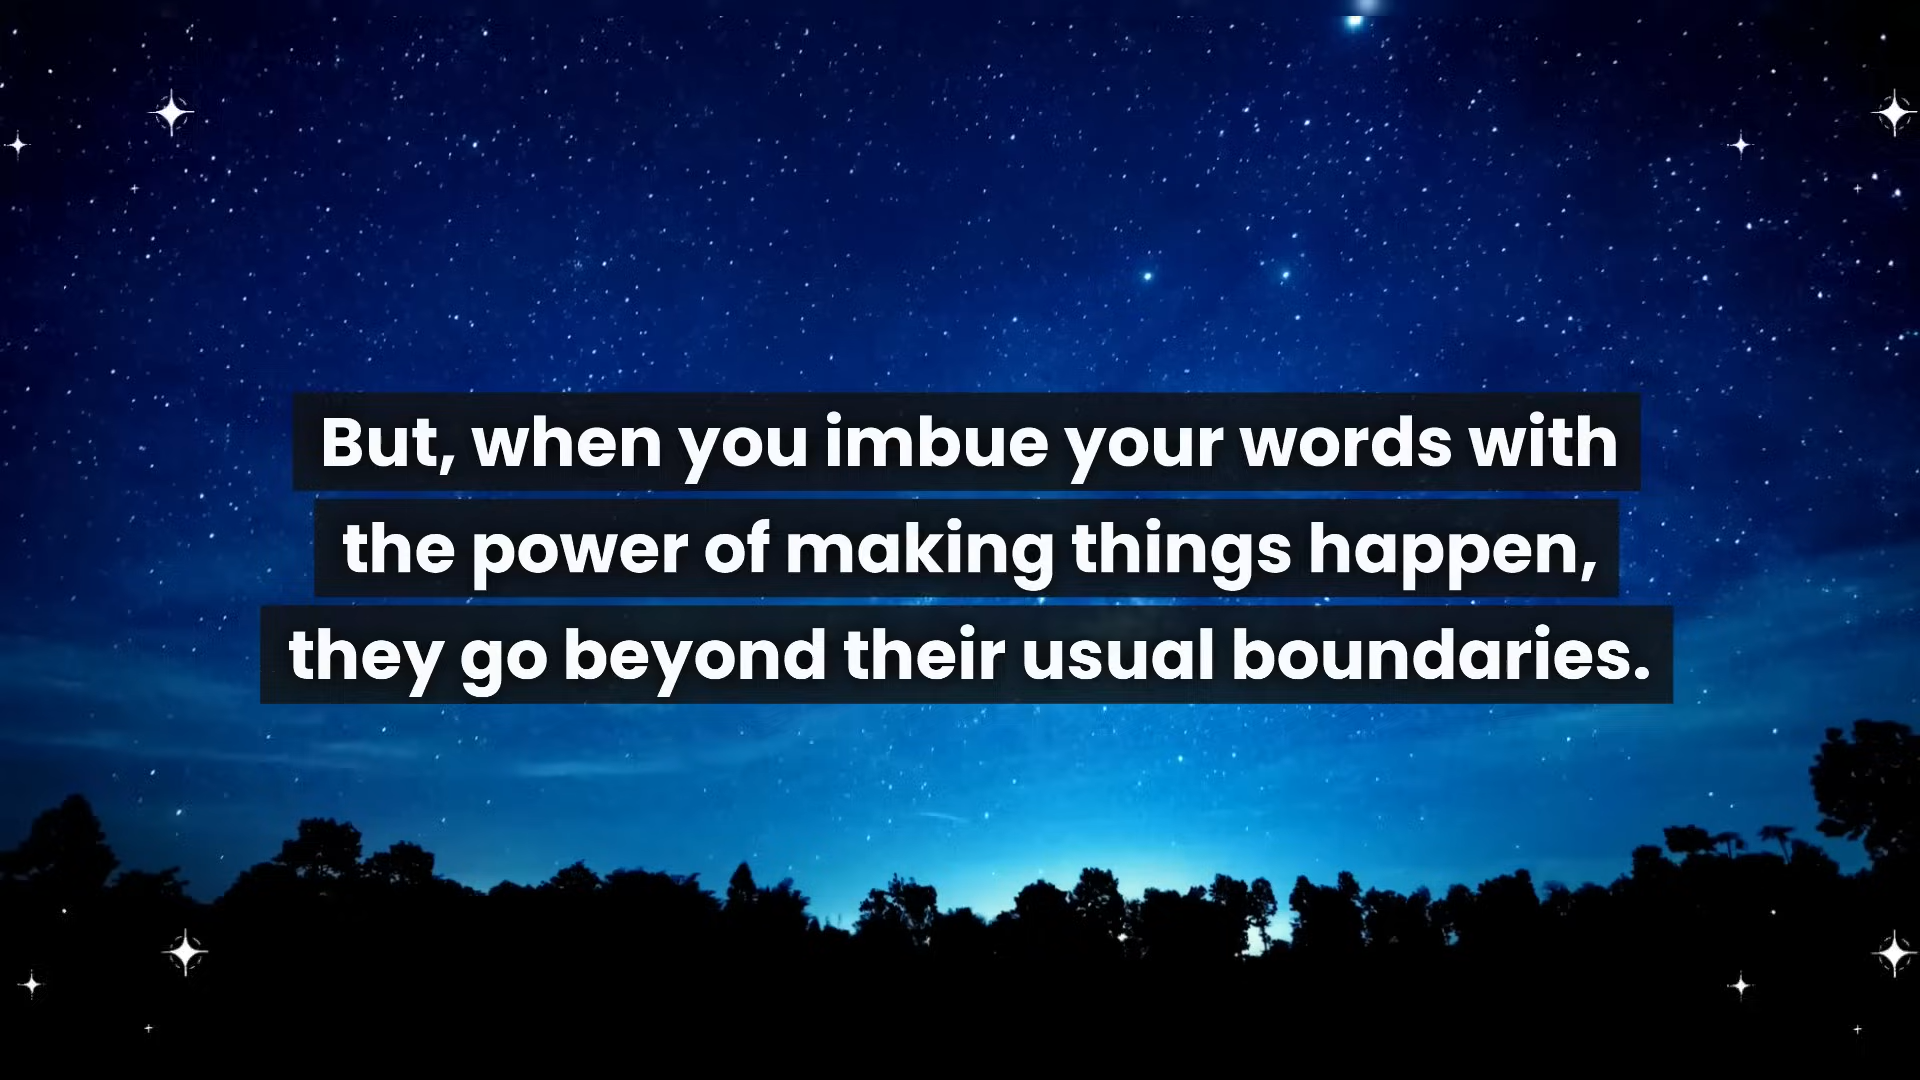 But, when you imbue your words with
the power of making things happen,
they go beyond their usual boundaries.